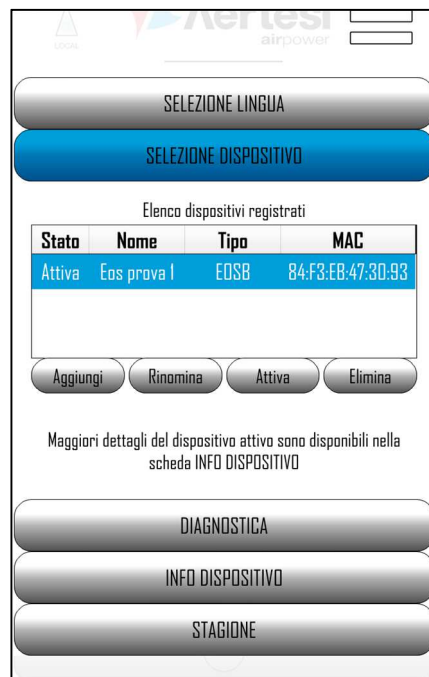 LOCAL
Aertesi
airpower
SELEZIONE LINGUA
SELEZIONE DISPOSITIVO
Elenco dispositivi registrati
Stato Nome Tipo MAC
Attiva Eos prova 1 EOSB 84:F3:EB:47:30:93
Aggiungi Rinomina Attiva Elimina
Maggiori dettagli del dispositivo attivo sono disponibili nella
scheda INFO DISPOSITIVO
DIAGNOSTICA
INFO DISPOSITIVO
STAGIONE